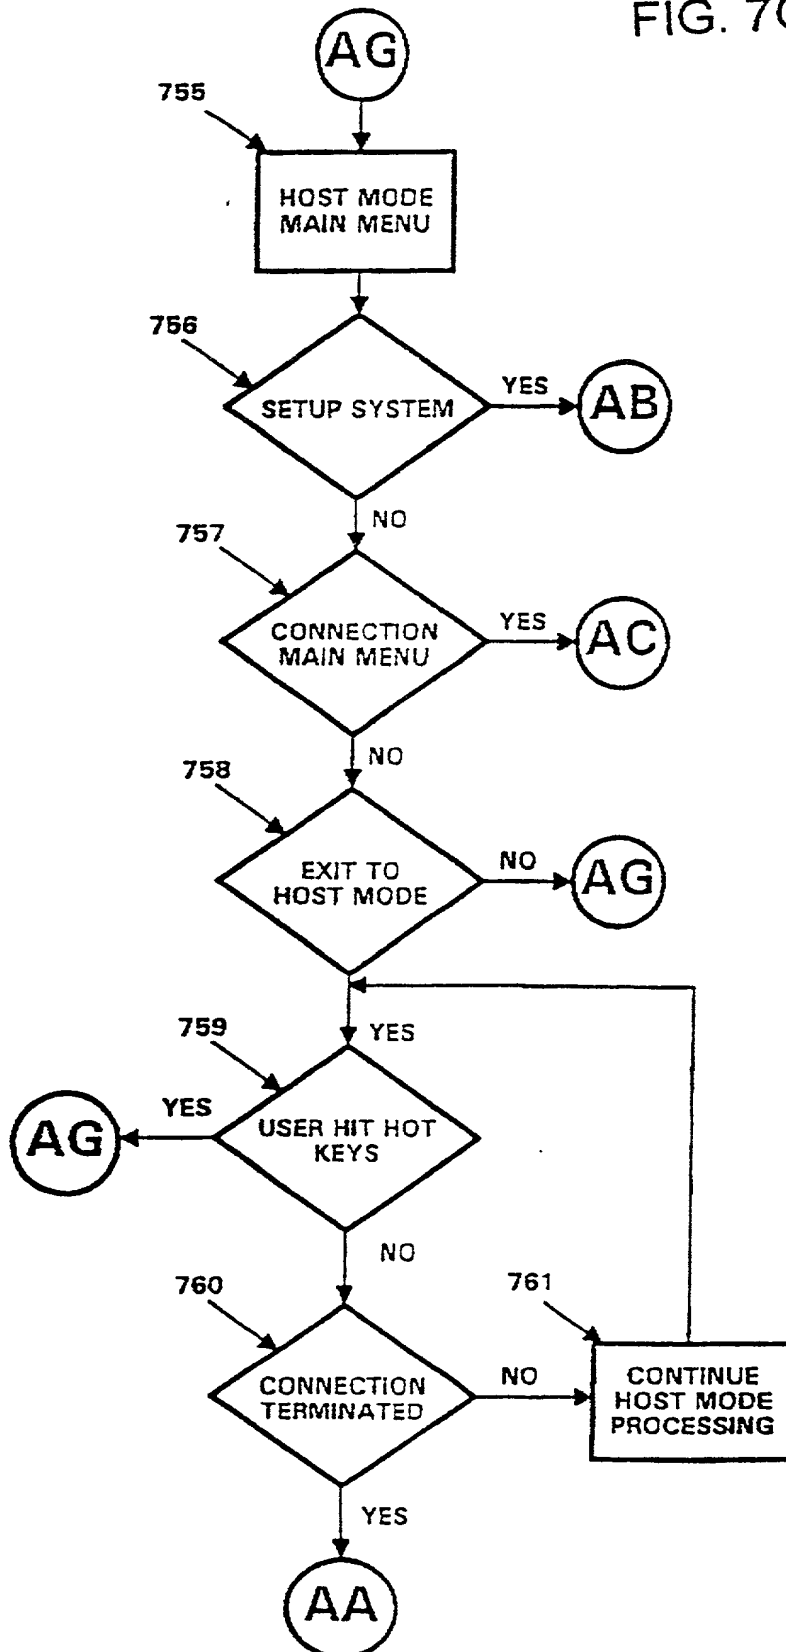 FIG. 7
AG
755
HOST MODE
MAIN MENU
756
SETUP SYSTEM
YES
AB
NO
757
CONNECTION
MAIN MENU
YES
AC
NO
758
EXIT TO
HOST MODE
NO
AG
YES
759
USER HIT HOT
KEYS
YES
AG
NO
760
CONNECTION
TERMINATED
NO
761
CONTINUE
HOST MODE
PROCESSING
YES
AA